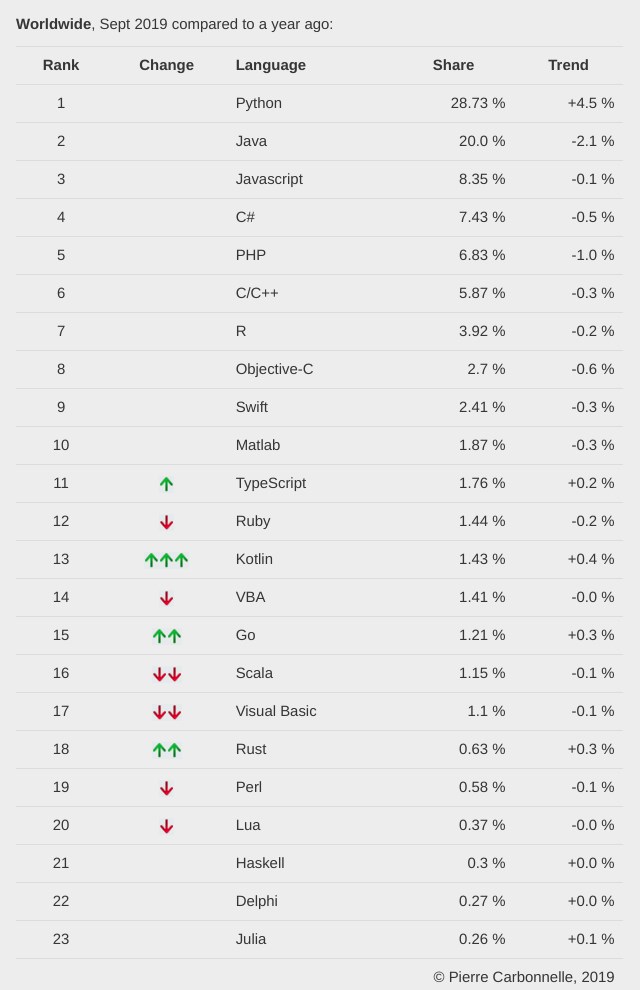 Worldwide, Sept 2019 compared to a year ago:
Rank Change Language Share Trend
1 Python 28.73 % +4.5 %
2 Java 20.0 % -2.1 %
3 Javascript 8.35 % -0.1 %
4 C# 7.43 % -0.5 %
5 PHP 6.83 % -1.0 %
6 C/C++ 5.87 % -0.3 %
7 R 3.92 % -0.2 %
8 Objective-C 2.7 % -0.6 %
9 Swift 2.41 % -0.3 %
10 Matlab 1.87 % -0.3 %
11 ↑ TypeScript 1.76 % +0.2 %
12 ↓ Ruby 1.44 % -0.2 %
13 ↑↑↑ Kotlin 1.43 % +0.4 %
14 ↓ VBA 1.41 % -0.0 %
15 ↑↑ Go 1.21 % +0.3 %
16 ↓↓ Scala 1.15 % -0.1 %
17 ↓↓ Visual Basic 1.1 % -0.1 %
18 ↑↑ Rust 0.63 % +0.3 %
19 ↓ Perl 0.58 % -0.1 %
20 ↓ Lua 0.37 % -0.0 %
21 Haskell 0.3 % +0.0 %
22 Delphi 0.27 % +0.0 %
23 Julia 0.26 % +0.1 %
© Pierre Carbonnelle, 2019